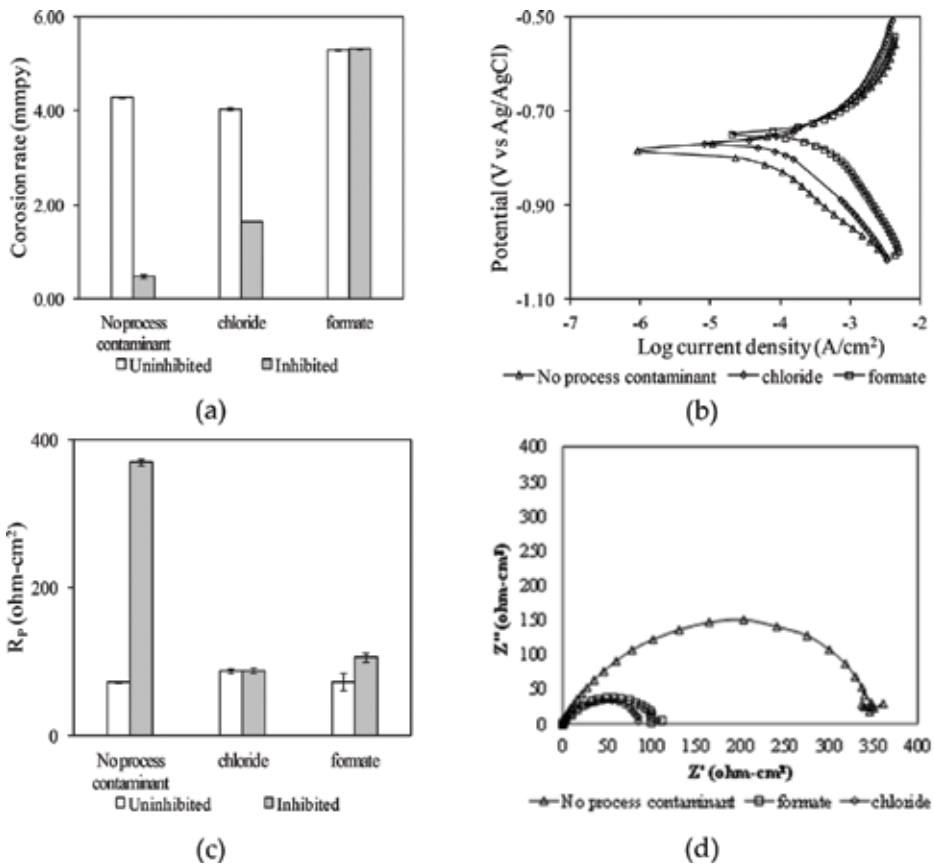 6.00
4.00
2.00
0.00
Corosion rate (mmpy)
No process
contaminant
chloride
formate
Uninhibited Inhibited
(a)
-0.50
-0.70
-0.90
-1.10
Potential (V vs Ag/AgCl)
-7 -6 -5 -4 -3 -2
Log current density (A/cm²)
No process contaminant chloride formate
(b)
400
200
0
R_P (ohm-cm²)
No process
contaminant
chloride
formate
Uninhibited Inhibited
(c)
400
350
300
250
200
150
100
50
0
Z'' (ohm-cm²)
0 50 100 150 200 250 300 350 400
Z' (ohm-cm²)
No process contaminant formate chloride
(d)